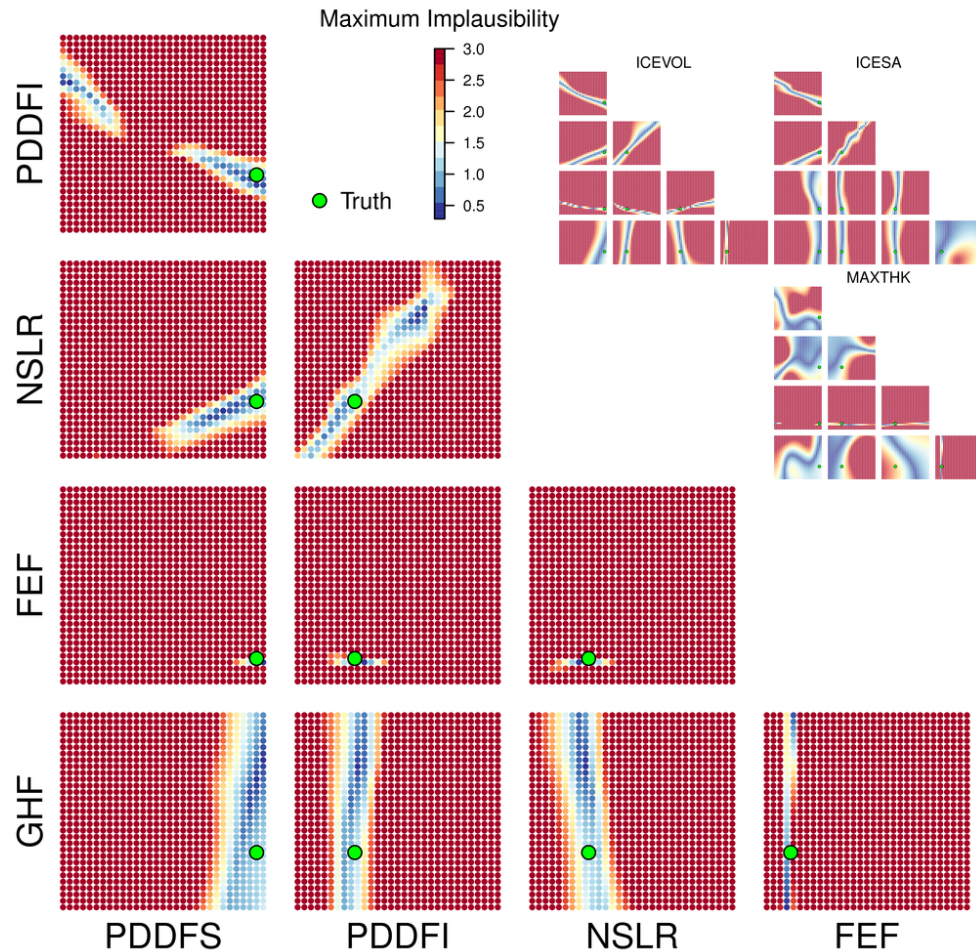 Maximum Implausibility
3.0
2.5
2.0
1.5
1.0
0.5
Truth
ICEVOL
ICESA
MAXTHK
PDDFI
NSLR
FEF
GHF
PDDFS
PDDFI
NSLR
FEF